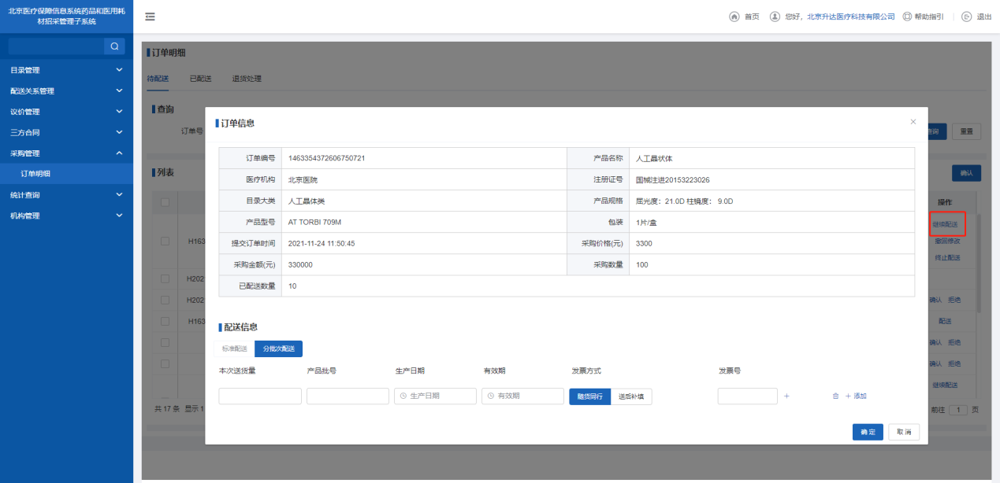 北京医疗保障信息系统药品和医用耗
材招采管理子系统
首页 您好，北京升达医疗科技有限公司 帮助指引 退出
目录管理
配送关系管理
议价管理
三方合同
采购管理
订单明细
统计查询
机构管理
订单明细
待配送 已配送 退货处理
查询
订单号
查询 重置
列表
确认
操作
继续配送
H163
撤回修改
终止配送
H202
H202
确认 拒绝
H163
配送
确认 拒绝
确认 拒绝
继续配送
共 17 条 显示 1
前往 1 页
订单信息
订单编号 1463354372606750721 产品名称 人工晶状体
医疗机构 北京医院 注册证号 国械注进20153223026
目录大类 人工晶体类 产品规格 屈光度：21.0D 柱镜度： 9.0D
产品型号 AT TORBI 709M 包装 1片/盒
提交订单时间 2021-11-24 11:50:45 采购价格(元) 3300
采购金额(元) 330000 采购数量 100
已配送数量 10
配送信息
标准配送 分批次配送
本次送货量 产品批号 生产日期 有效期 发票方式 发票号
生产日期 有效期 随货同行 送后补填 + + 添加
确 定 取 消